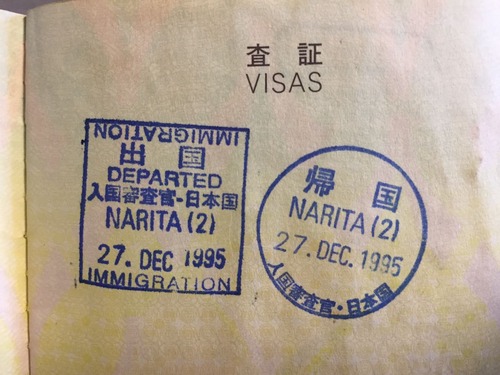 査証
VISAS
IMMIGRATION
出国
DEPARTED
入国審査官-日本国
NARITA (2)
27. DEC 1995
IMMIGRATION
帰国
NARITA (2)
27. DEC. 1995
入国審査官・日本国